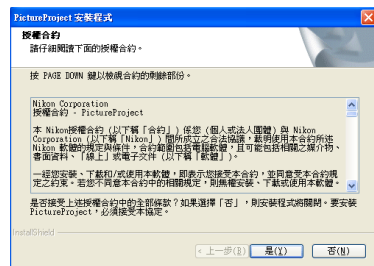 PictureProject 安裝程式
授權合約
請仔細閱讀下面的授權合約。
按 PAGE DOWN 鍵以檢視合約的剩餘部份。
Nikon Corporation
授權合約 - PictureProject
本 Nikon授權合約 (以下稱「合約」) 係您 (個人或法人團體) 與 Nikon
Corporation (以下稱「Nikon」) 間所成立之合法協議，載明使用本合約所述
Nikon 軟體的規定與條件，合約範圍包括電腦軟體，且可能包括相關之媒介物、
書面資料、「線上」或電子文件 (以下稱「軟體」)。
一經您安裝、下載和/或使用本軟體，即表示您接受本合約，並同意受本合約規
定之約束。若您不同意本合約中的相關規定，則無權安裝、下載或使用本軟體。
是否接受上述授權合約中的全部條款？如果選擇「否」，則安裝程式將關閉。要安裝
PictureProject，必須接受本協定。
InstallShield
< 上一步(B)
是(Y)
否(N)